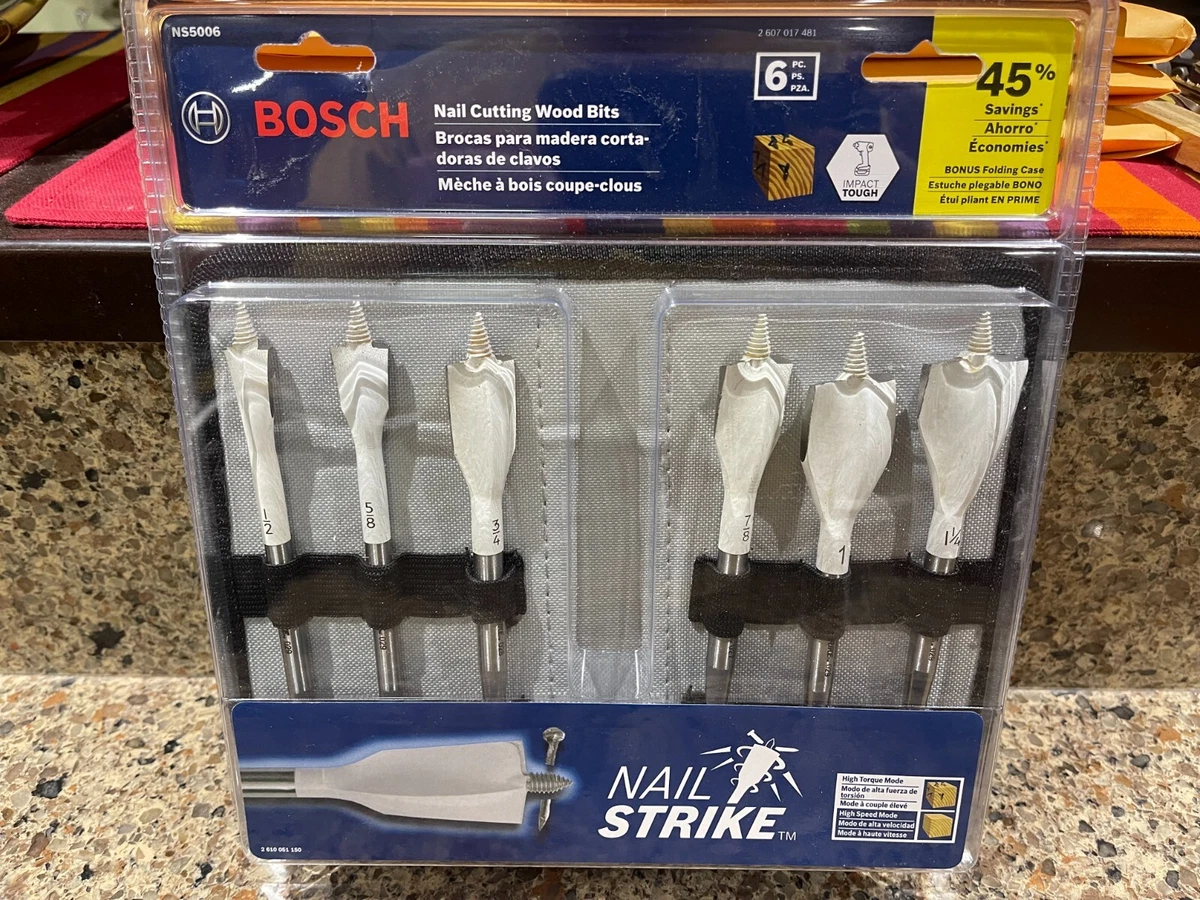 NS5006
2 607 017 481
BOSCH
Nail Cutting Wood Bits
Brocas para madera corta-
doras de clavos
Mèche à bois coupe-clous
6 PC.
PS.
PZA.
IMPACT
TOUGH
45%
Savings*
Ahorro*
Économies*
BONUS Folding Case
Estuche plegable BONO
Étui pliant EN PRIME
1/2
5/8
3/4
7/8
1
1 1/4
NAIL
STRIKE™
High Torque Mode
Modo de alta fuerza de
torsión
Mode à couple élevé
High Speed Mode
Modo de alta velocidad
Mode à haute vitesse
2 610 051 150